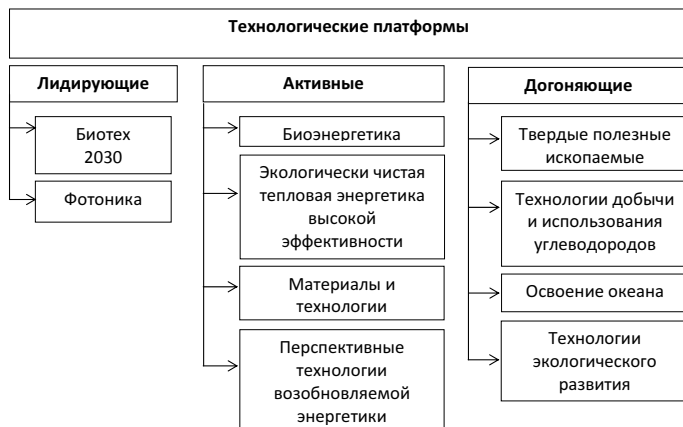 Технологические платформы
Лидирующие
Биотех
2030
Фотоника
Активные
Биоэнергетика
Экологически чистая
тепловая энергетика
высокой
эффективности
Материалы и
технологии
Перспективные
технологии
возобновляемой
энергетики
Догоняющие
Твердые полезные
ископаемые
Технологии добычи
и использования
углеводородов
Освоение океана
Технологии
экологического
развития